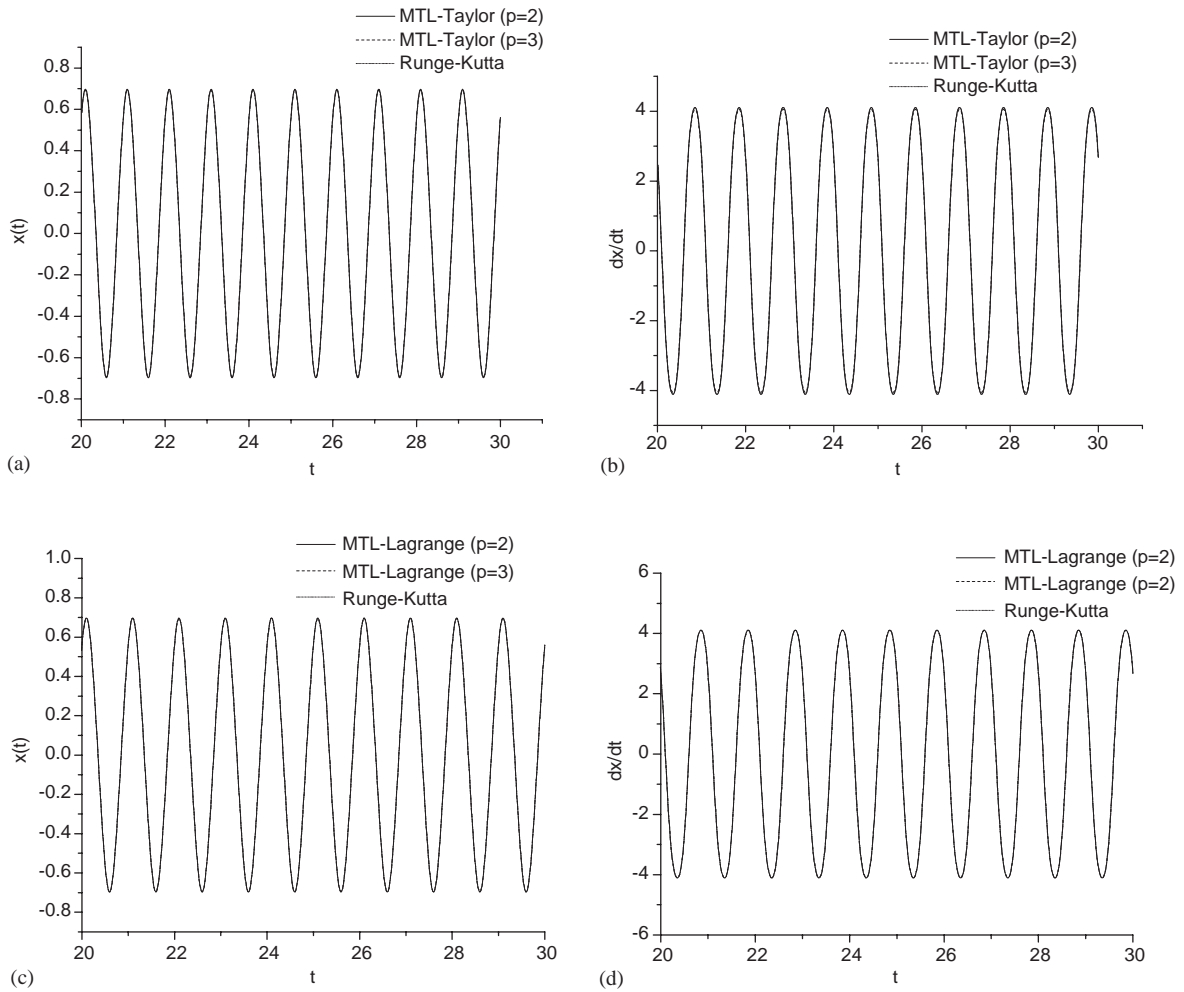 MTL-Taylor (p=2)
MTL-Taylor (p=3)
Runge-Kutta
0.8
0.6
0.4
0.2
0.0
-0.2
-0.4
-0.6
-0.8
x(t)
20 22 24 26 28 30
t
(a)
MTL-Taylor (p=2)
MTL-Taylor (p=3)
Runge-Kutta
4
2
0
-2
-4
dx/dt
20 22 24 26 28 30
t
(b)
MTL-Lagrange (p=2)
MTL-Lagrange (p=3)
Runge-Kutta
1.0
0.8
0.6
0.4
0.2
0.0
-0.2
-0.4
-0.6
-0.8
x(t)
20 22 24 26 28 30
t
(c)
MTL-Lagrange (p=2)
MTL-Lagrange (p=2)
Runge-Kutta
6
4
2
0
-2
-4
-6
dx/dt
20 22 24 26 28 30
t
(d)